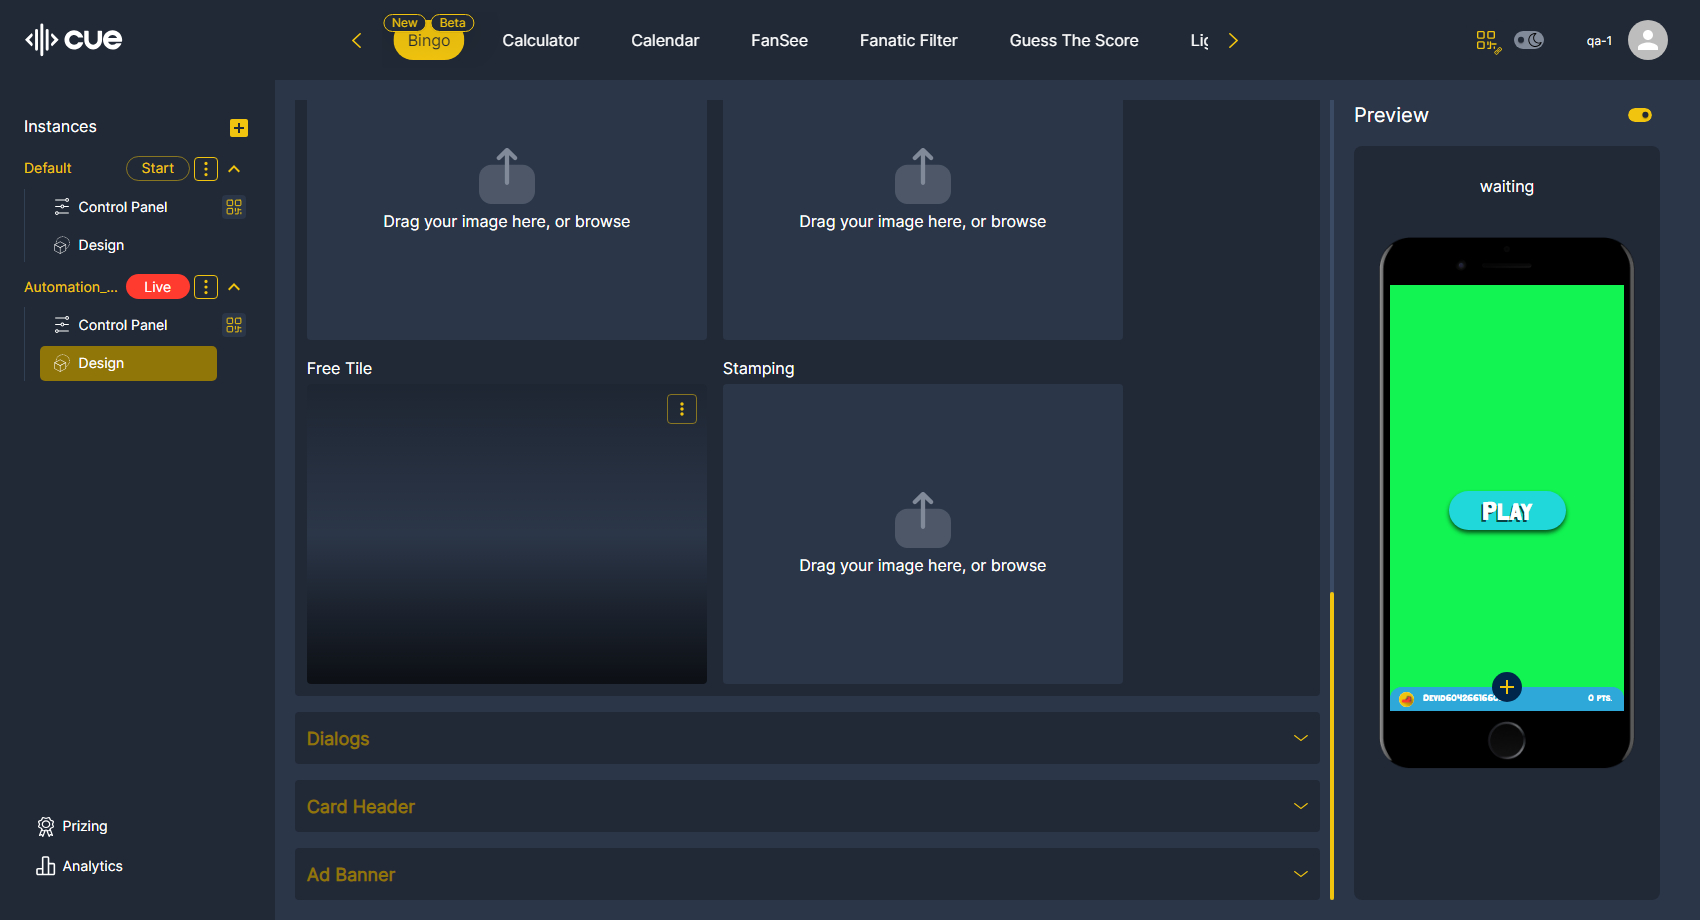 cue
New
Beta
Bingo
Calculator
Calendar
FanSee
Fanatic Filter
Guess The Score
qa-1
Instances
Default
Start
Control Panel
Design
Automation_...
Live
Control Panel
Design
Prizing
Analytics
Drag your image here, or browse
Drag your image here, or browse
Free Tile
Stamping
Drag your image here, or browse
Dialogs
Card Header
Ad Banner
Preview
waiting
PLAY
0 PTS.